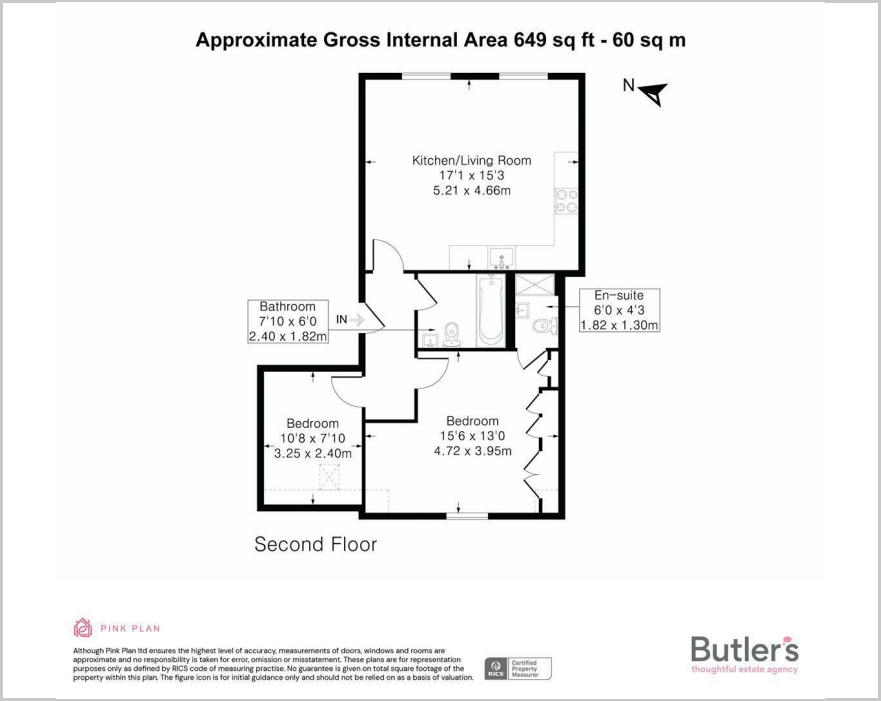 Approximate Gross Internal Area 649 sq ft - 60 sq m
N
Kitchen/Living Room
17'1 x 15'3
5.21 x 4.66m
Bathroom
7'10 x 6'0
2.40 x 1.82m
IN
En-suite
6'0 x 4'3
1.82 x 1.30m
Bedroom
10'8 x 7'10
3.25 x 2.40m
Bedroom
15'6 x 13'0
4.72 x 3.95m
Second Floor
PINK PLAN
Although Pink Plan ltd ensures the highest level of accuracy, measurements of doors, windows and rooms are
approximate and no responsibility is taken for error, omission or misstatement. These plans are for representation
purposes only as defined by RICS code of measuring practise. No guarantee is given on total square footage of the
property within this plan. The figure icon is for initial guidance only and should not be relied on as a basis of valuation.
RICS
Certified
Property
Measurer
Butler's
thoughtful estate agency